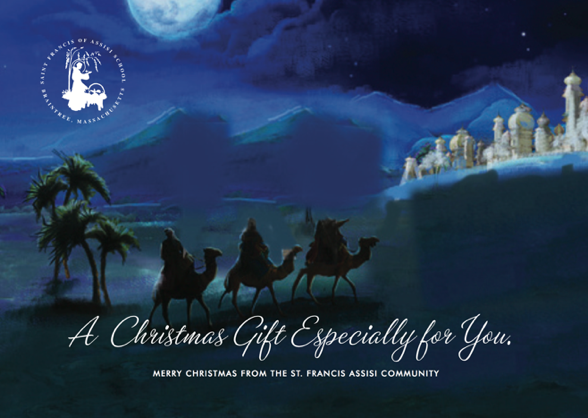 SAINT FRANCIS OF ASSISI SCHOOL
BRAINTREE, MASSACHUSETTS
A Christmas Gift Especially for You.
MERRY CHRISTMAS FROM THE ST. FRANCIS ASSISI COMMUNITY